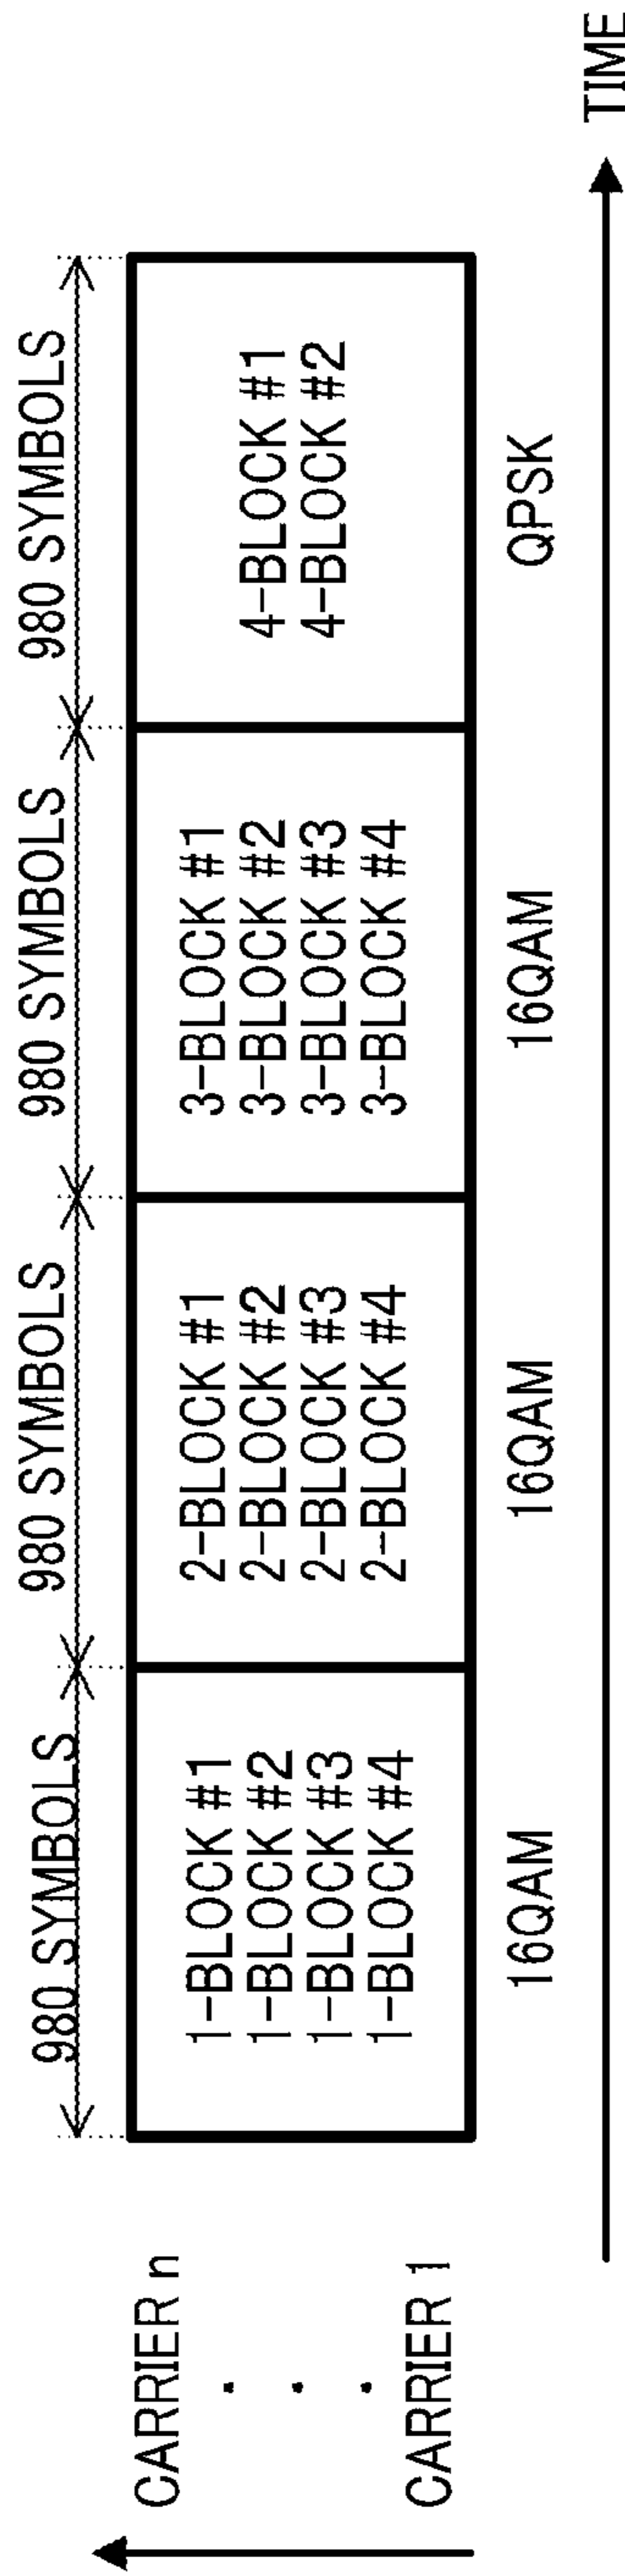 980 SYMBOLS
980 SYMBOLS
980 SYMBOLS
980 SYMBOLS
CARRIER n
CARRIER 1
1-BLOCK #1
1-BLOCK #2
1-BLOCK #3
1-BLOCK #4
2-BLOCK #1
2-BLOCK #2
2-BLOCK #3
2-BLOCK #4
3-BLOCK #1
3-BLOCK #2
3-BLOCK #3
3-BLOCK #4
4-BLOCK #1
4-BLOCK #2
16QAM
16QAM
16QAM
QPSK
TIME